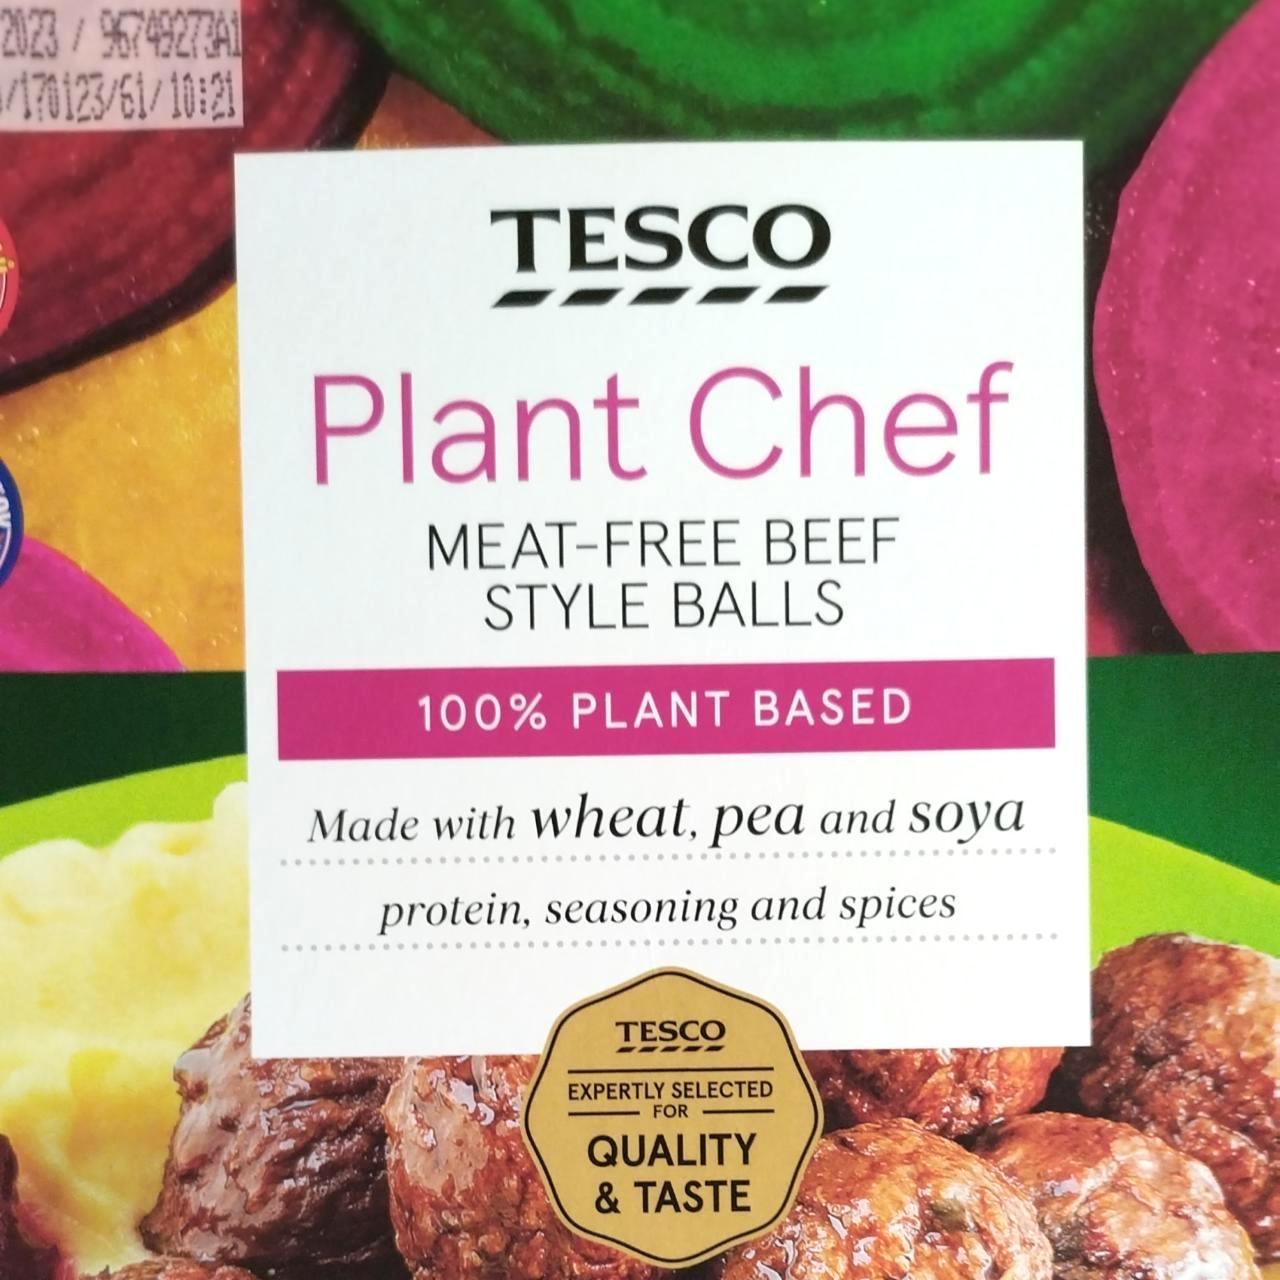 2023 / 96749273A1
/170123/61/10:21
TESCO
Plant Chef
MEAT-FREE BEEF
STYLE BALLS
100% PLANT BASED
Made with wheat, pea and soya
protein, seasoning and spices
TESCO
EXPERTLY SELECTED
FOR
QUALITY
& TASTE